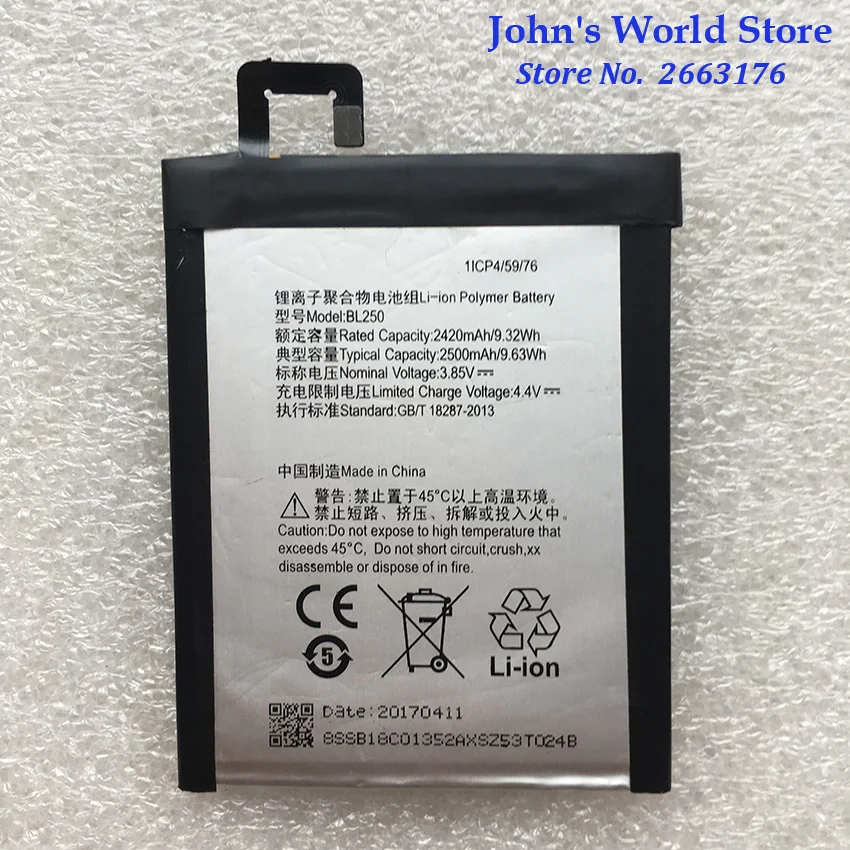 John's World Store
Store No. 2663176
1ICP4/59/76
锂离子聚合物电池组Li-ion Polymer Battery
型号Model:BL250
额定容量Rated Capacity:2420mAh/9.32Wh
典型容量Typical Capacity:2500mAh/9.63Wh
标称电压Nominal Voltage:3.85V⎓
充电限制电压Limited Charge Voltage:4.4V⎓
执行标准Standard:GB/T 18287-2013
中国制造Made in China
警告:禁止置于45°C以上高温环境。
禁止短路、挤压、拆解或投入火中。
Caution:Do not expose to high temperature that
exceeds 45°C, Do not short circuit,crush,xx
disassemble or dispose of in fire.
CE
5
Li-ion
Date:20170411
8SSB18C01352AXSZ53T024B